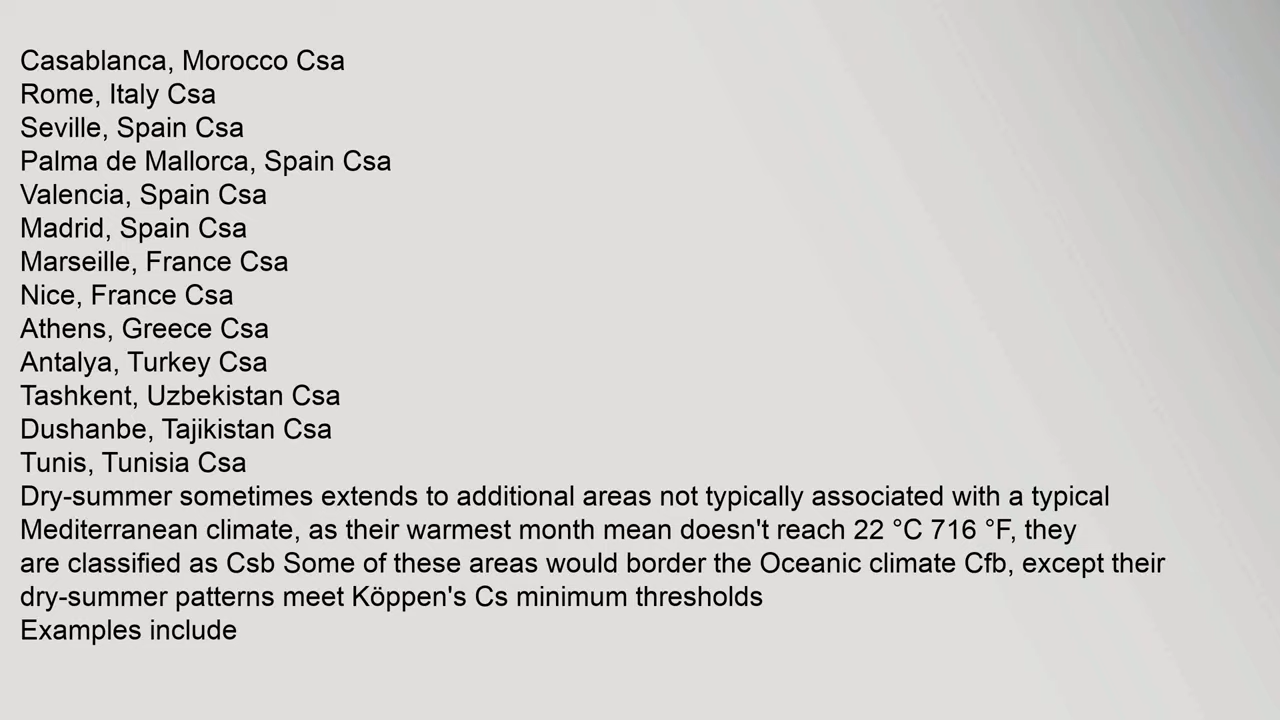 Casablanca, Morocco Csa
Rome, Italy Csa
Seville, Spain Csa
Palma de Mallorca, Spain Csa
Valencia, Spain Csa
Madrid, Spain Csa
Marseille, France Csa
Nice, France Csa
Athens, Greece Csa
Antalya, Turkey Csa
Tashkent, Uzbekistan Csa
Dushanbe, Tajikistan Csa
Tunis, Tunisia Csa
Dry-summer sometimes extends to additional areas not typically associated with a typical
Mediterranean climate, as their warmest month mean doesn't reach 22 °C 716 °F, they
are classified as Csb Some of these areas would border the Oceanic climate Cfb, except their
dry-summer patterns meet Köppen's Cs minimum thresholds
Examples include